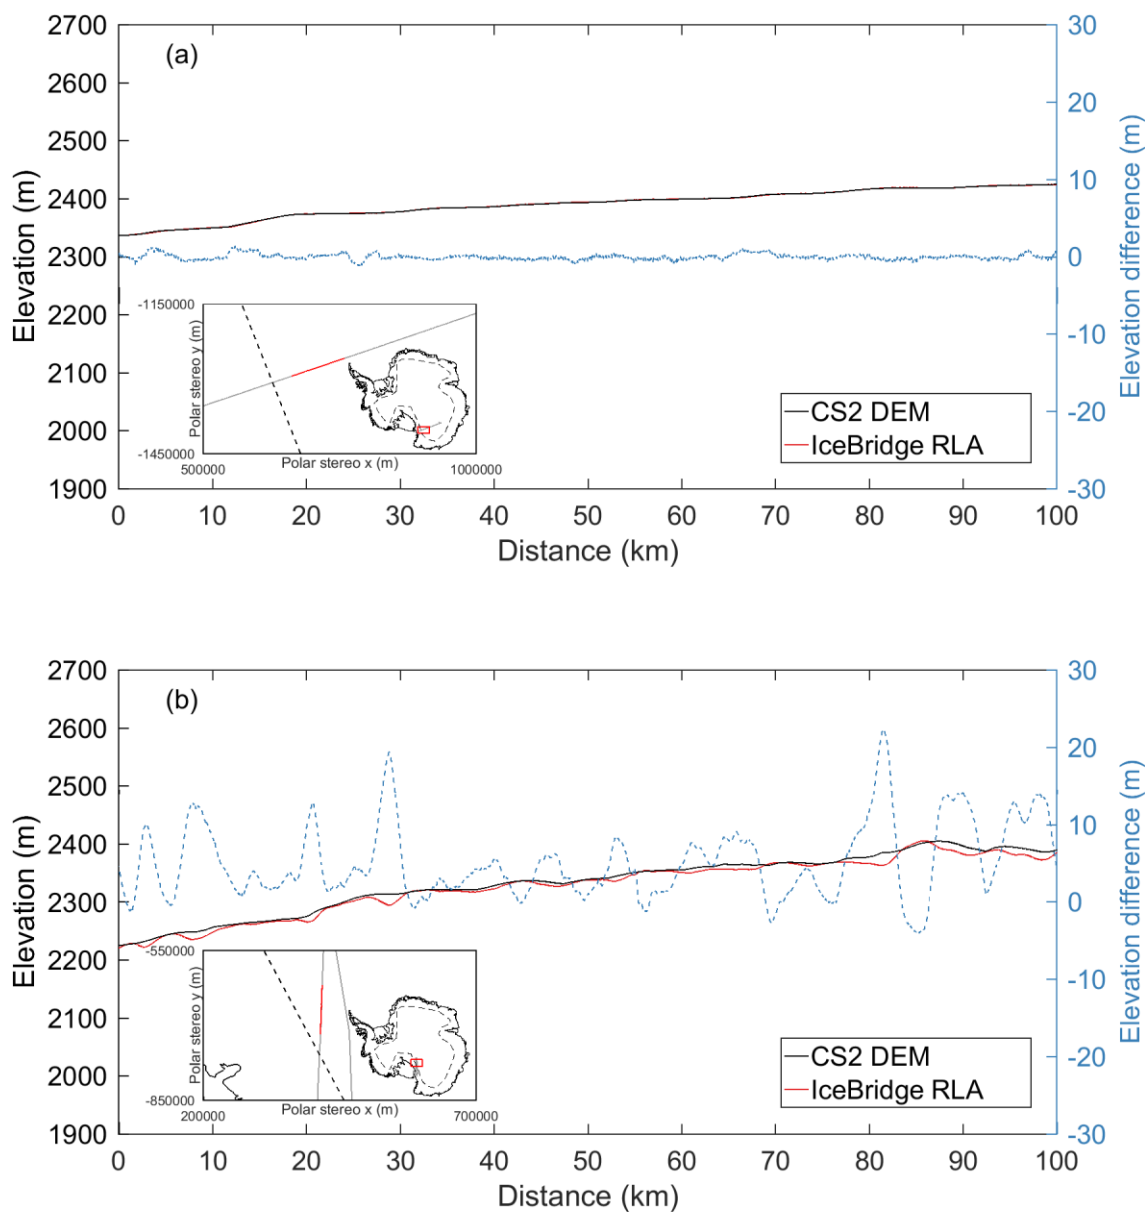 (a)
Elevation (m)
2700
2600
2500
2400
2300
2200
2100
2000
1900
30
20
10
0
-10
-20
-30
Elevation difference (m)
-1150000
Polar stereo y (m)
-1450000
500000
Polar stereo x (m)
1000000
CS2 DEM
IceBridge RLA
0 10 20 30 40 50 60 70 80 90 100
Distance (km)
(b)
Elevation (m)
2700
2600
2500
2400
2300
2200
2100
2000
1900
30
20
10
0
-10
-20
-30
Elevation difference (m)
-550000
Polar stereo y (m)
-850000
200000
Polar stereo x (m)
700000
CS2 DEM
IceBridge RLA
0 10 20 30 40 50 60 70 80 90 100
Distance (km)